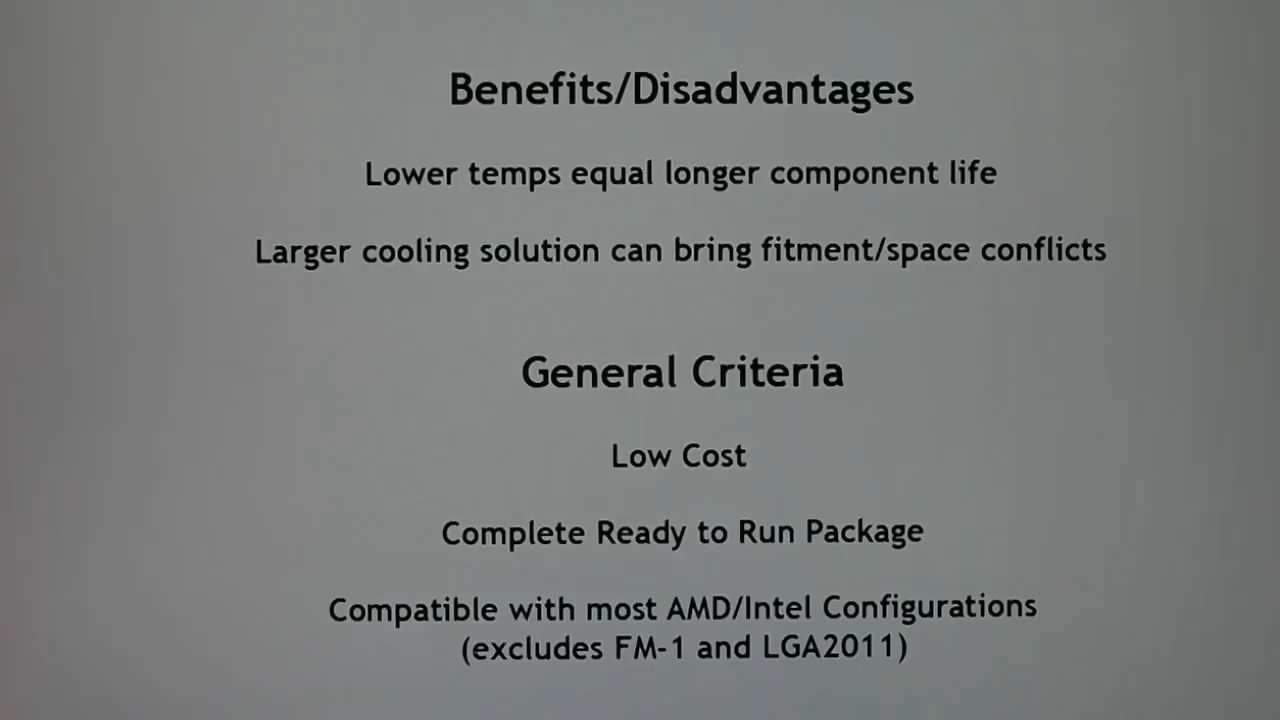 Benefits/Disadvantages
Lower temps equal longer component life
Larger cooling solution can bring fitment/space conflicts
General Criteria
Low Cost
Complete Ready to Run Package
Compatible with most AMD/Intel Configurations
(excludes FM-1 and LGA2011)